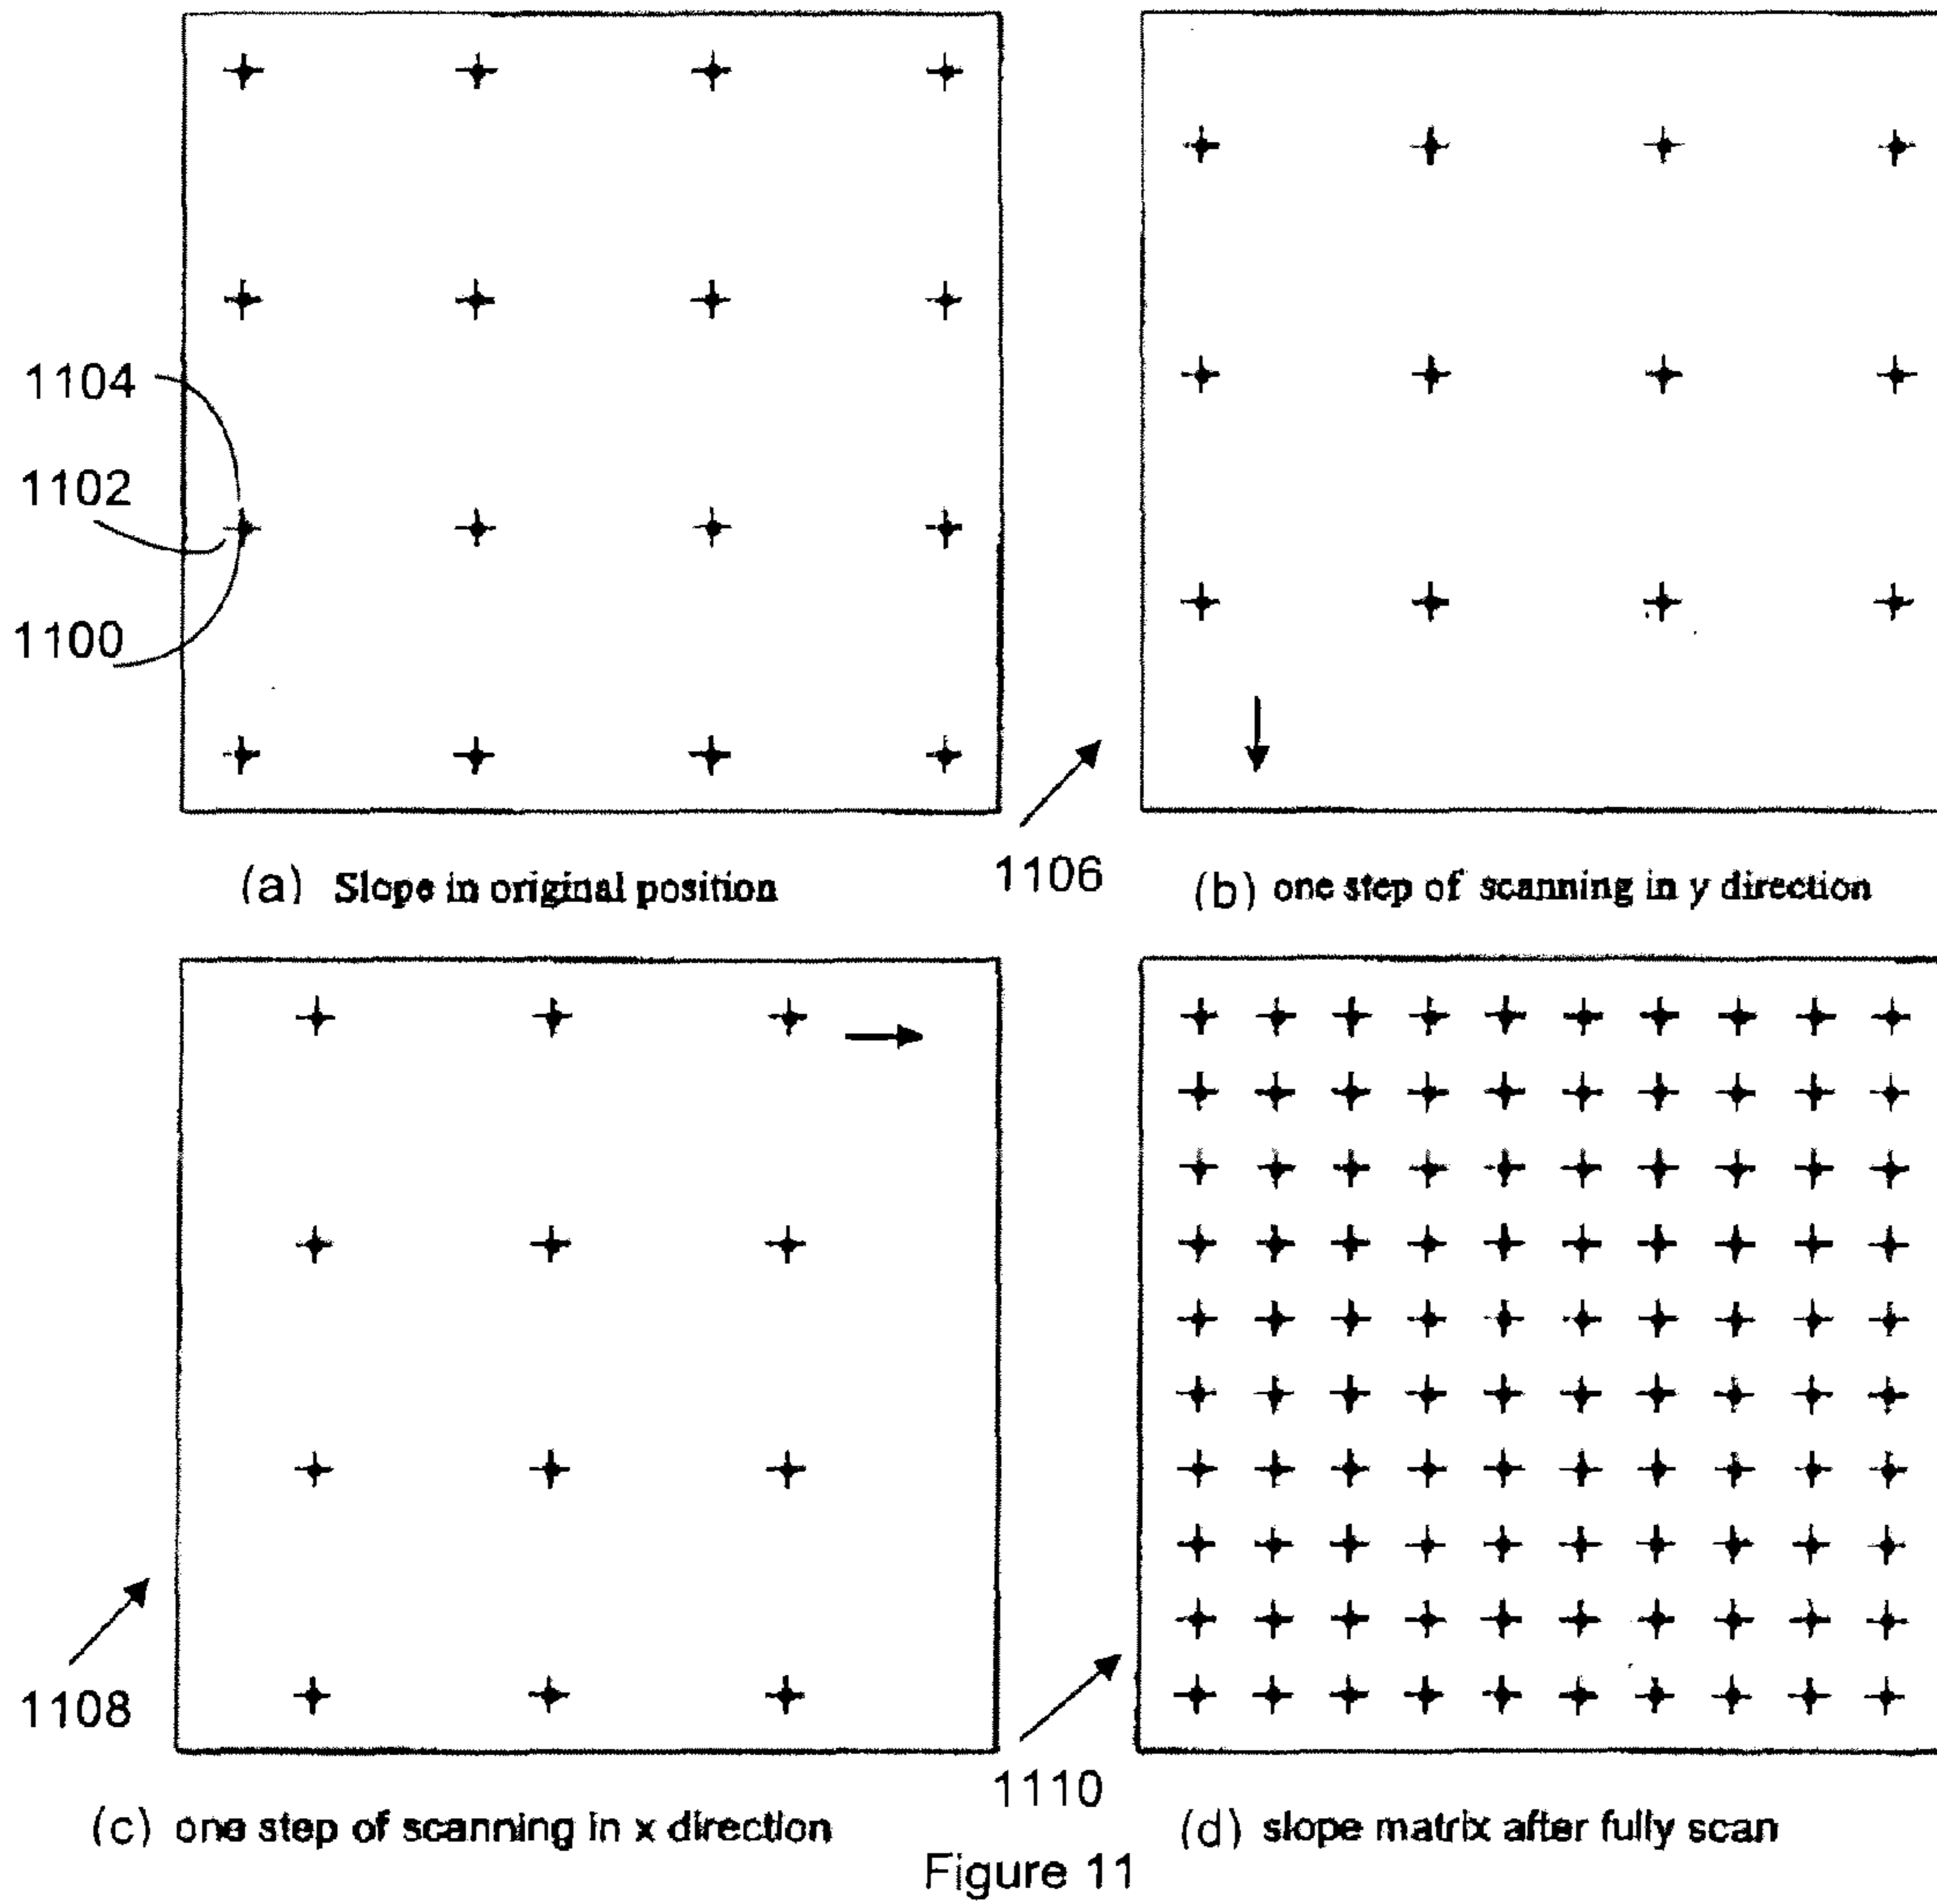 1104
1102
1100
1106
(a) Slope in original position
(b) one step of scanning in y direction
1108
1110
(c) one step of scanning in x direction
(d) slope matrix after fully scan
Figure 11